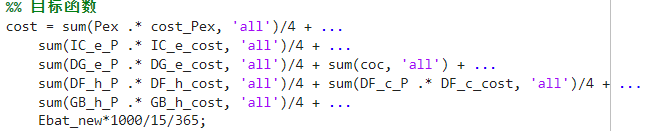 %% 目标函数
cost = sum(Pex .* cost_Pex, 'all')/4 + ...
sum(IC_e_P .* IC_e_cost, 'all')/4 + ...
sum(DG_e_P .* DG_e_cost, 'all')/4 + sum(coc, 'all') + ...
sum(DF_h_P .* DF_h_cost, 'all')/4 + sum(DF_c_P .* DF_c_cost, 'all')/4 + ...
sum(GB_h_P .* GB_h_cost, 'all')/4 + ...
Ebat_new*1000/15/365;